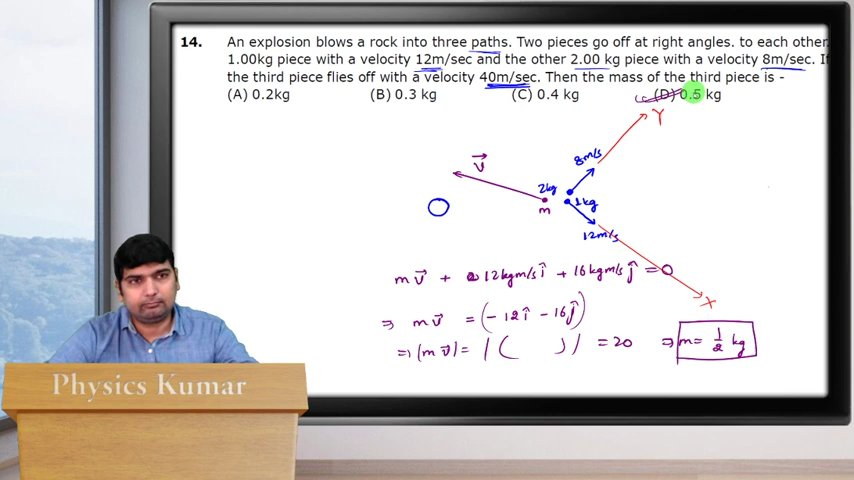 14. An explosion blows a rock into three paths. Two pieces go off at right angles. to each other.
1.00kg piece with a velocity 12m/sec and the other 2.00 kg piece with a velocity 8m/sec. If
the third piece flies off with a velocity 40m/sec. Then the mass of the third piece is -
(A) 0.2kg (B) 0.3 kg (C) 0.4 kg (D) 0.5 kg
Y
8m/s
v⃗
2kg
1kg
m
12m/s
X
mv⃗ + 12kgm/s î + 16kgm/s ĵ = 0
⇒ mv⃗ = (-12î - 16ĵ)
⇒ |mv⃗| = |( )| = 20 ⇒ m = 1/2 kg
Physics Kumar